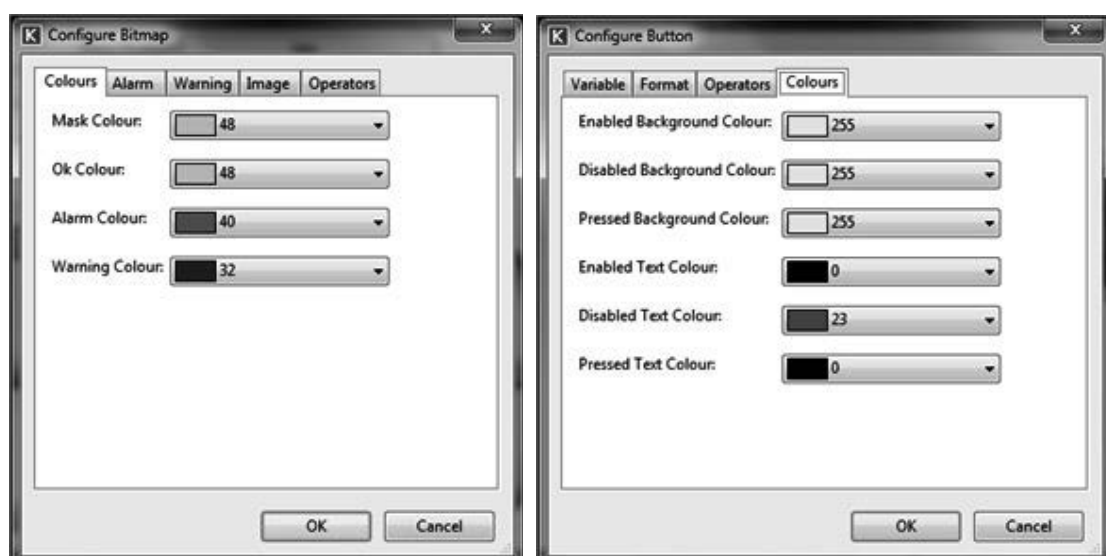 K Configure Bitmap
Colours Alarm Warning Image Operators
Mask Colour: 48
Ok Colour: 48
Alarm Colour: 40
Warning Colour: 32
OK Cancel
K Configure Button
Variable Format Operators Colours
Enabled Background Colour: 255
Disabled Background Colour: 255
Pressed Background Colour: 255
Enabled Text Colour: 0
Disabled Text Colour: 23
Pressed Text Colour: 0
OK Cancel